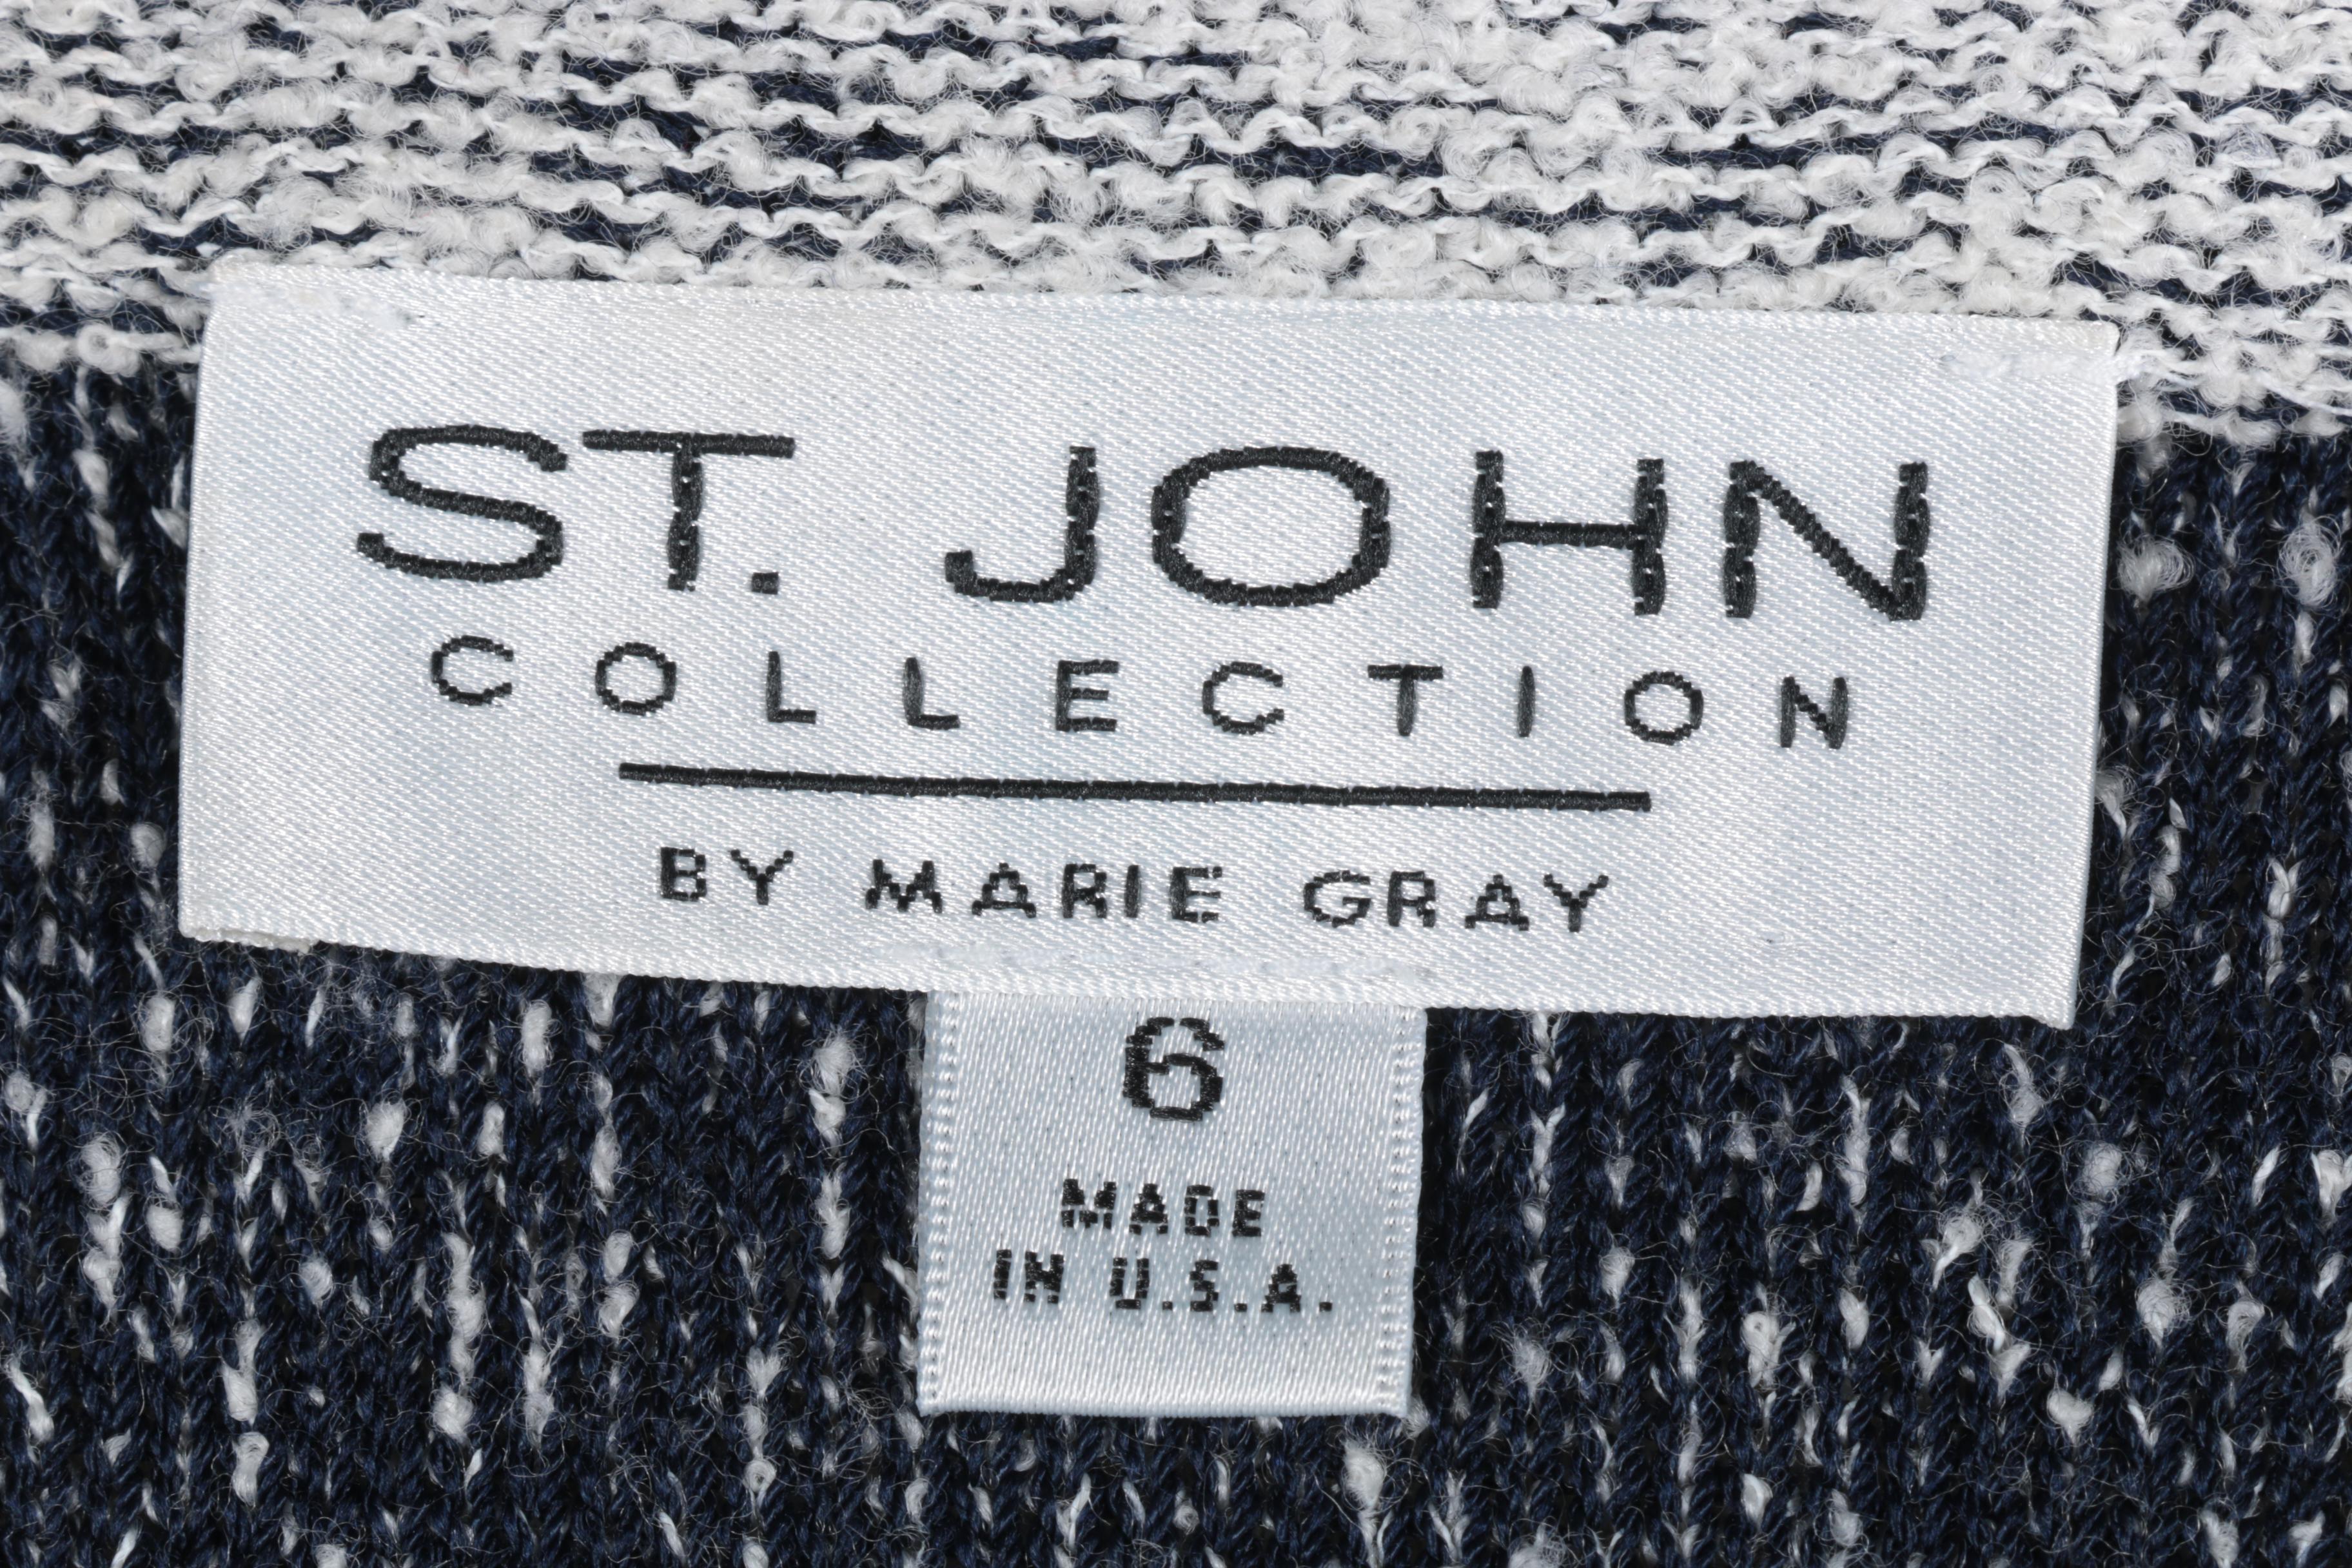 ST. JOHN
COLLECTION
BY MARIE GRAY
6
MADE
IN U.S.A.